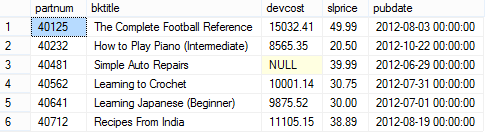 partnum bktitle devcost slprice pubdate
1 40125 The Complete Football Reference 15032.41 49.99 2012-08-03 00:00:00
2 40232 How to Play Piano (Intermediate) 8565.35 20.50 2012-10-22 00:00:00
3 40481 Simple Auto Repairs NULL 39.99 2012-06-29 00:00:00
4 40562 Learning to Crochet 10001.14 30.75 2012-07-31 00:00:00
5 40641 Learning Japanese (Beginner) 9875.52 30.00 2012-07-01 00:00:00
6 40712 Recipes From India 11105.15 38.89 2012-08-19 00:00:00